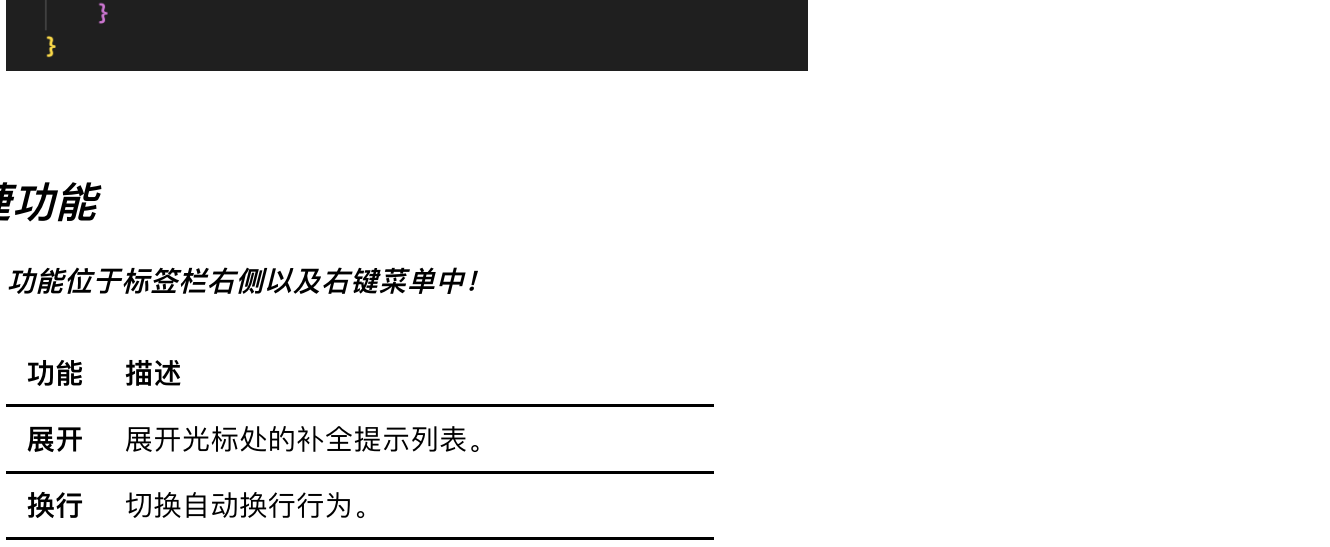 }
}
捷功能
功能位于标签栏右侧以及右键菜单中！
功能 描述
展开 展开光标处的补全提示列表。
换行 切换自动换行行为。